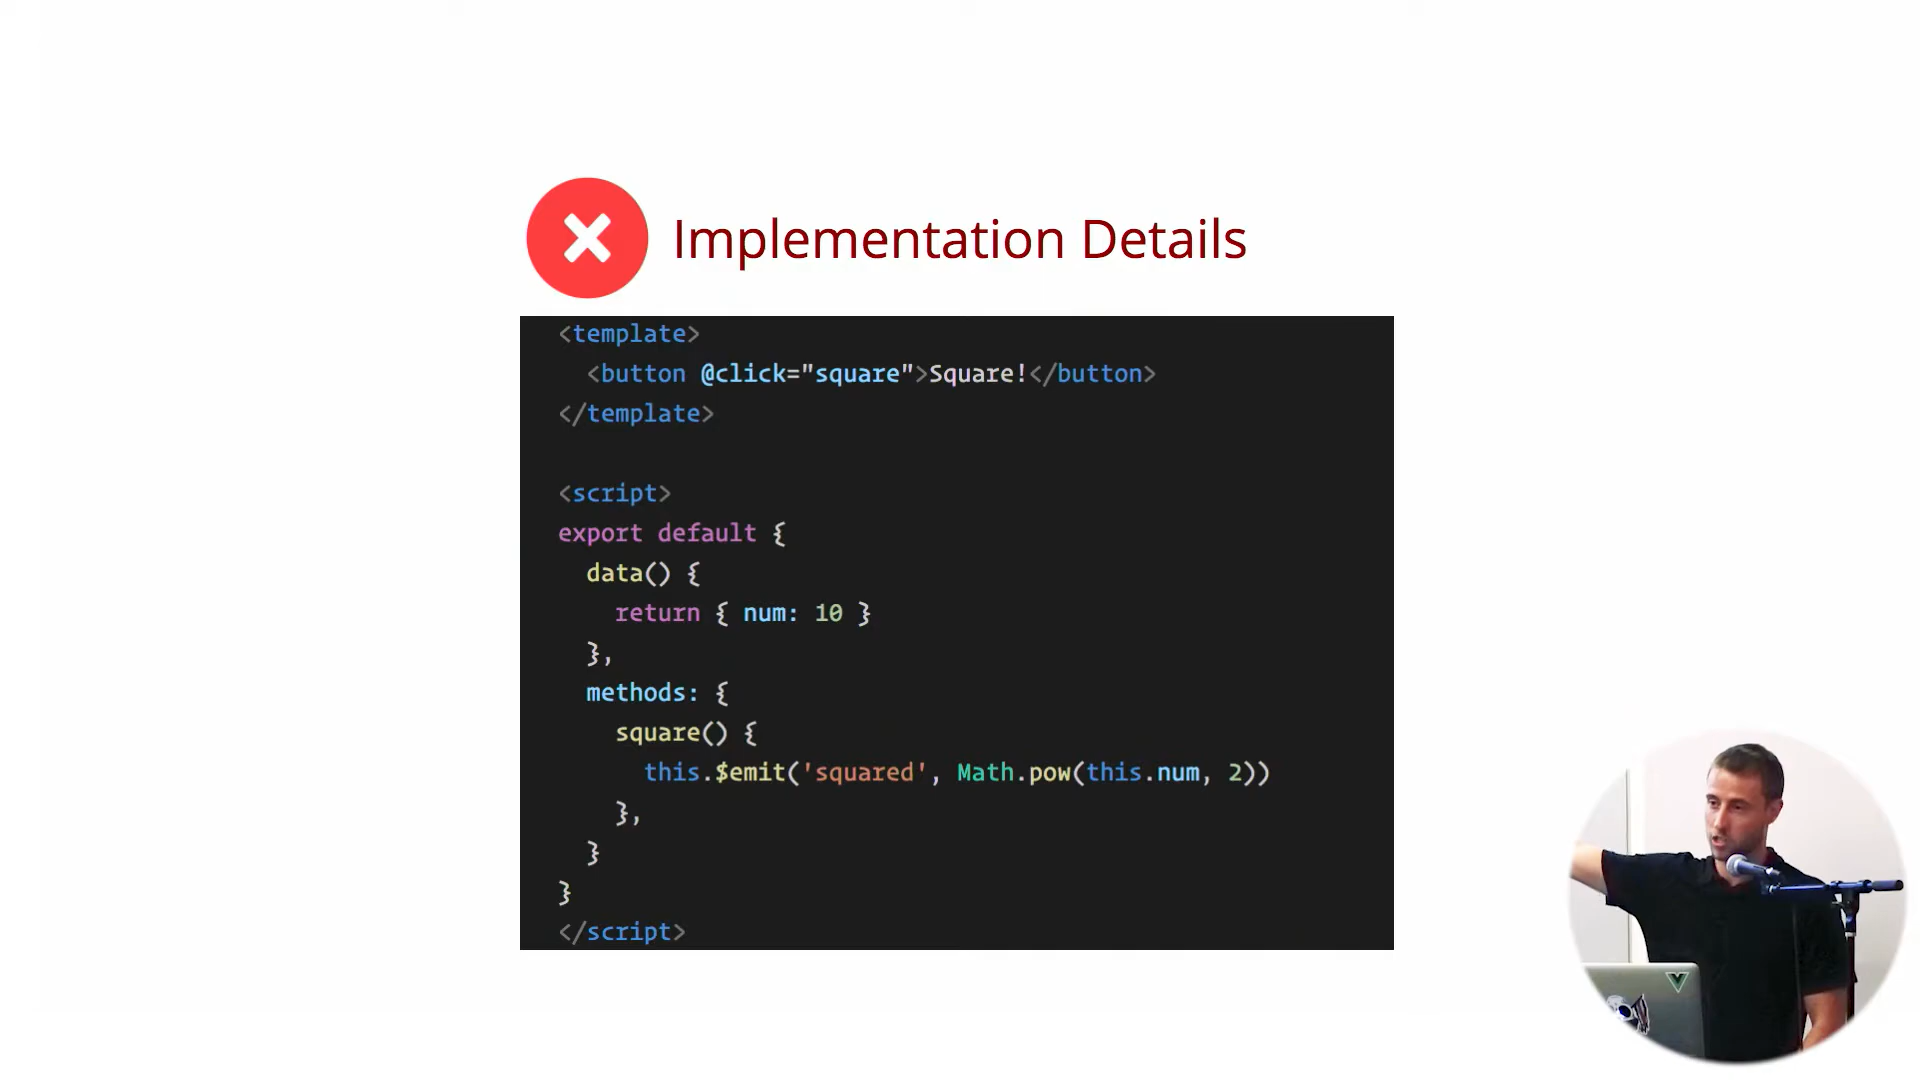 Implementation Details
<template>
<button @click="square">Square!</button>
</template>
<script>
export default {
data() {
return { num: 10 }
},
methods: {
square() {
this.$emit('squared', Math.pow(this.num, 2))
},
}
}
</script>